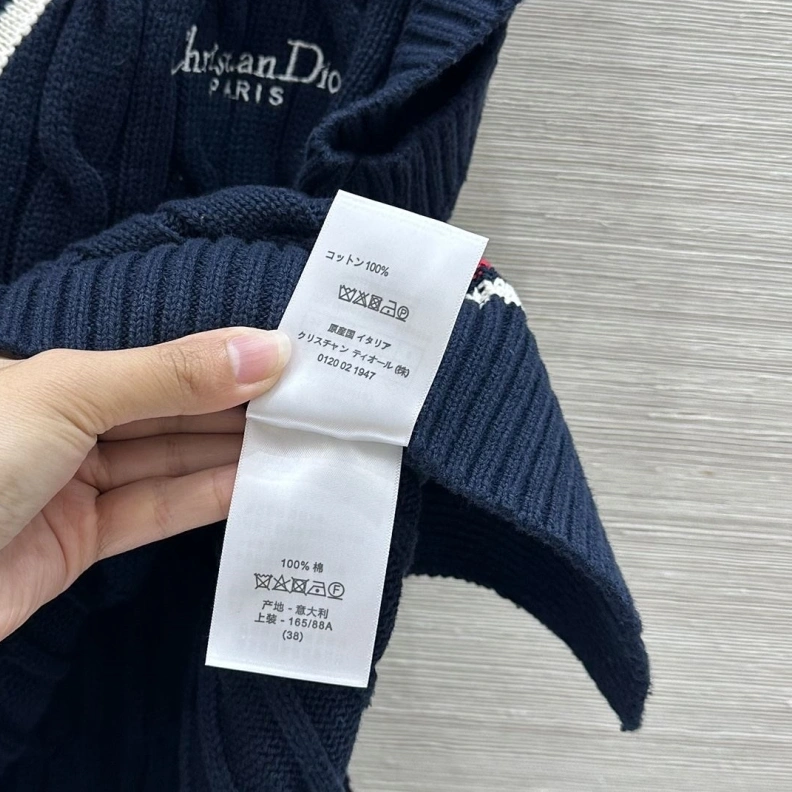 Christian Dior
PARIS
コットン100%
原産国 イタリア
クリスチャン ディオール (株)
0120 02 1947
100% 棉
产地 - 意大利
上装 - 165/88A
(38)